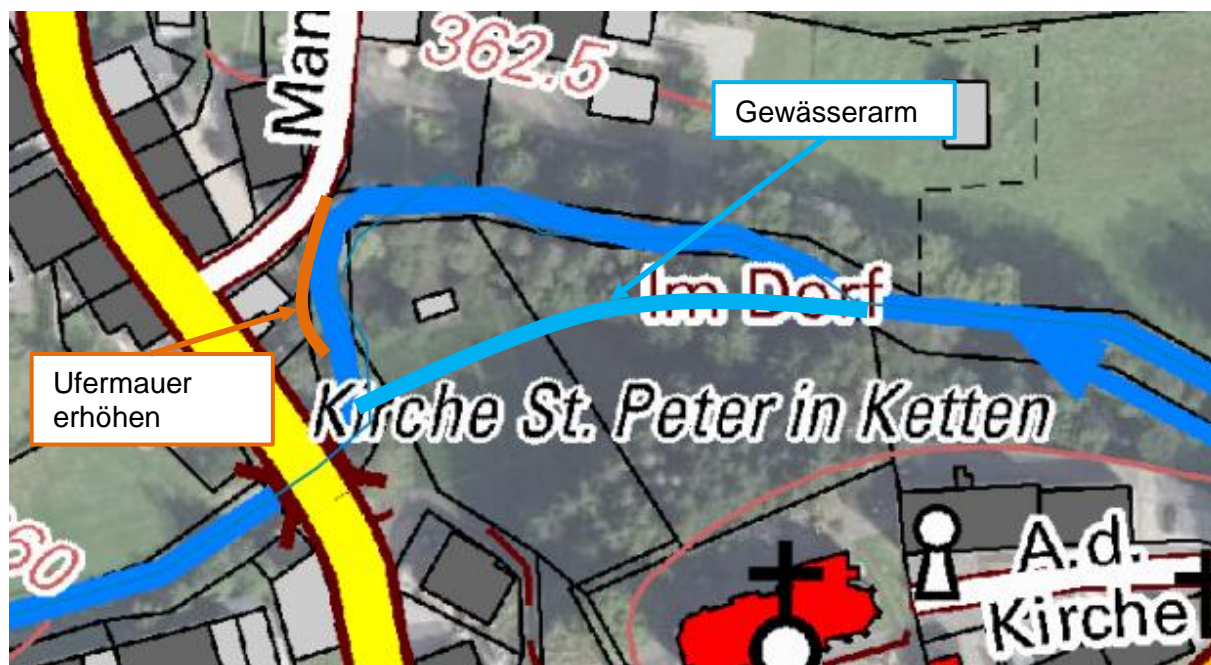 Man
362.5
Gewässerarm
Im Dorf
Ufermauer
erhöhen
Kirche St. Peter in Ketten
60
A.d.
Kirche